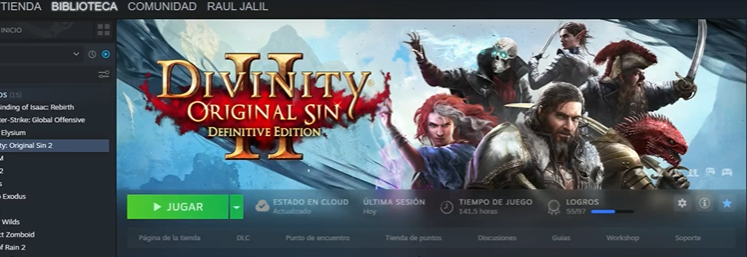 TIENDA BIBLIOTECA COMUNIDAD RAUL JALIL
INICIO
OS (15)
inding of Isaac: Rebirth
ter-Strike: Global Offensive
Elysium
ty: Original Sin 2
M
2
s
o Exodus
Wilds
ct Zomboid
of Rain 2
DIVINITY
II
ORIGINAL SIN
DEFINITIVE EDITION
JUGAR
ESTADO EN CLOUD
Actualizado
ÚLTIMA SESIÓN
Hoy
TIEMPO DE JUEGO
141,5 horas
LOGROS
55/97
Página de la tienda DLC Punto de encuentro Tienda de puntos Discusiones Guías Workshop Soporte